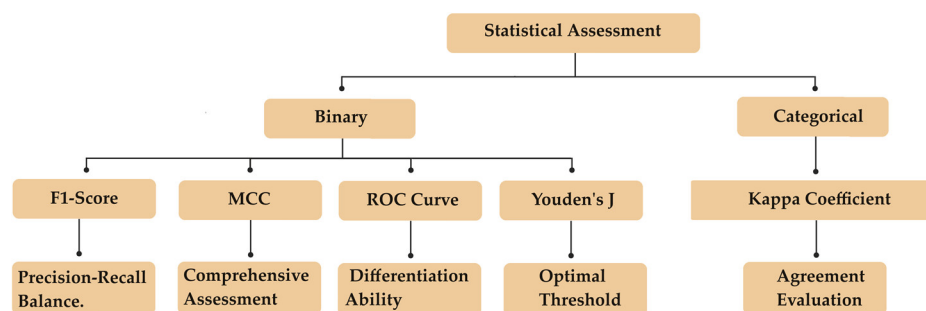 Statistical Assessment
Binary
Categorical
F1-Score
MCC
ROC Curve
Youden's J
Kappa Coefficient
Precision-Recall
Balance.
Comprehensive
Assessment
Differentiation
Ability
Optimal
Threshold
Agreement
Evaluation